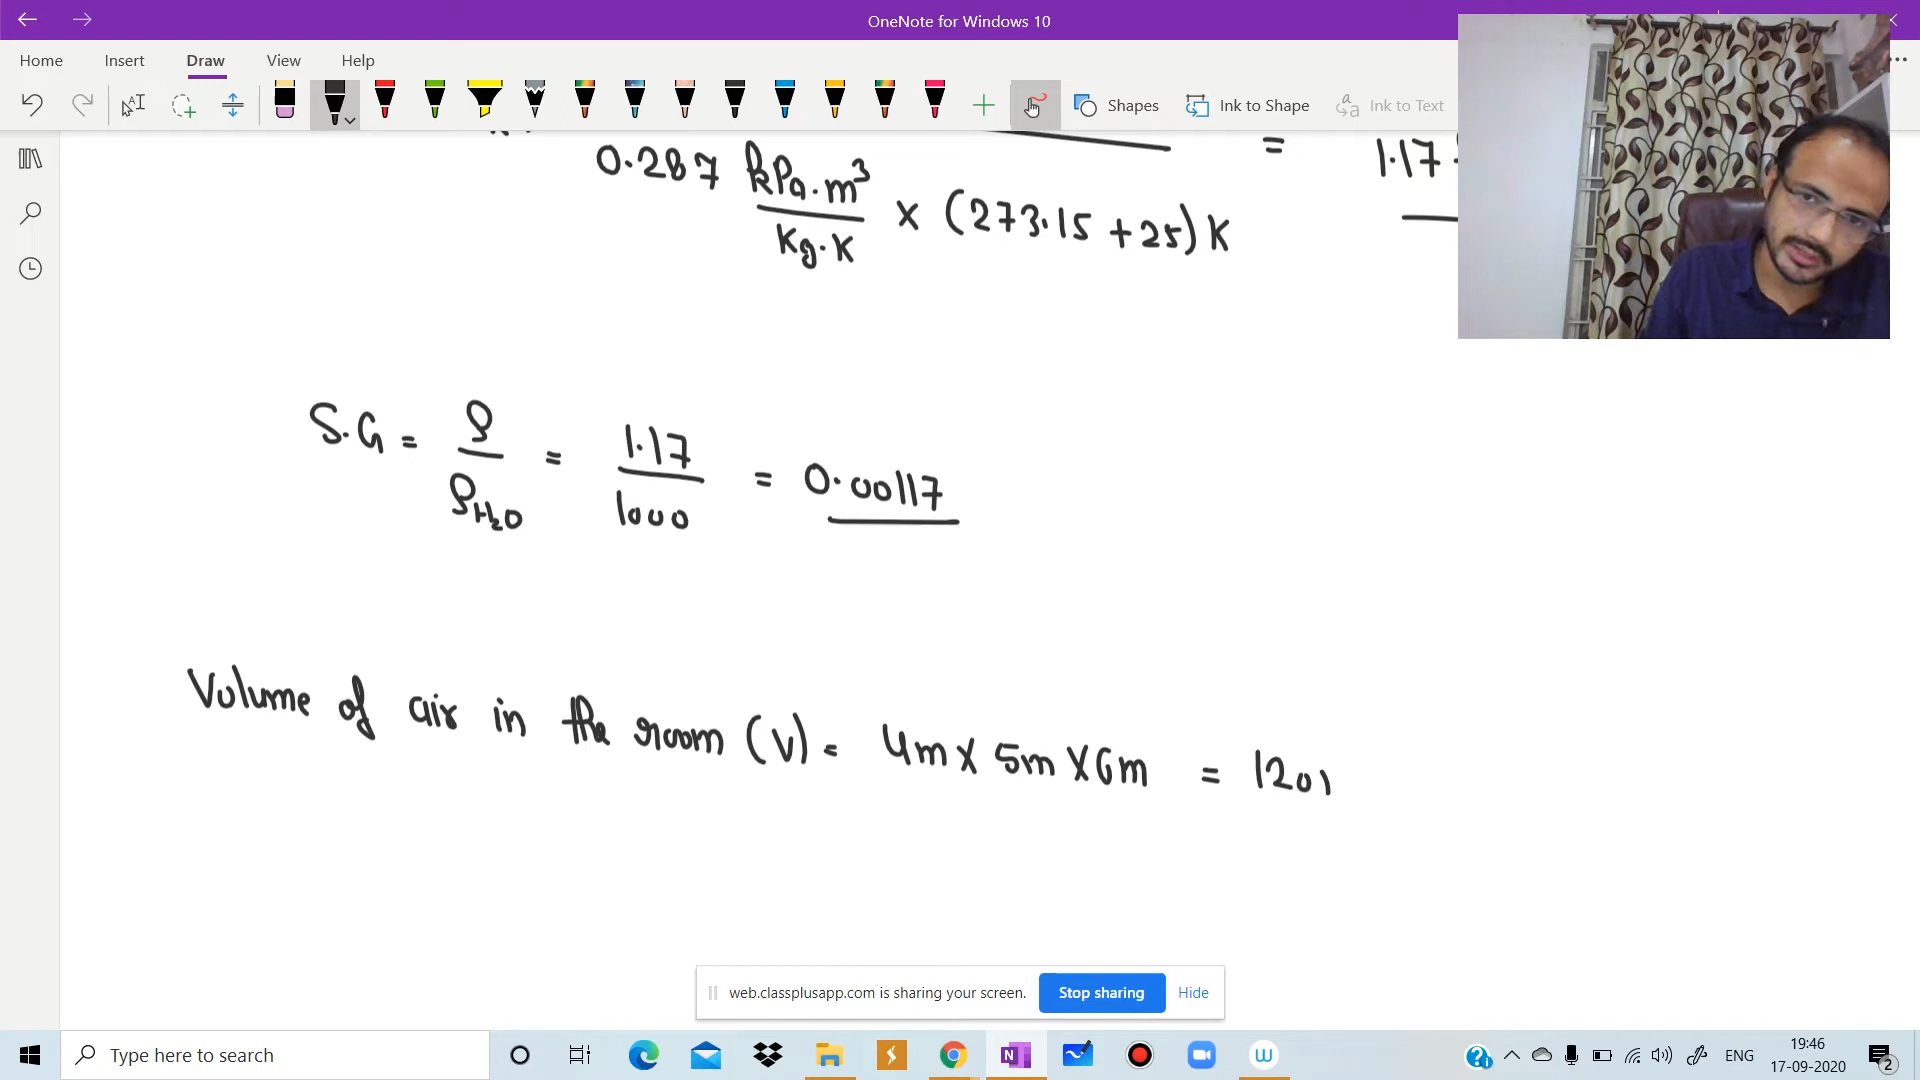 OneNote for Windows 10
Home Insert Draw View Help
Shapes Ink to Shape Ink to Text
0.287 kPa.m³ = 1.17
kg.K × (273.15 + 25) K
S.G = ρ = 1.17 = 0.00117
ρH₂O 1000
Volume of air in the room (V) = 4m × 5m × 6m = 120
web.classplusapp.com is sharing your screen. Stop sharing Hide
Type here to search
ENG
19:46
17-09-2020
2